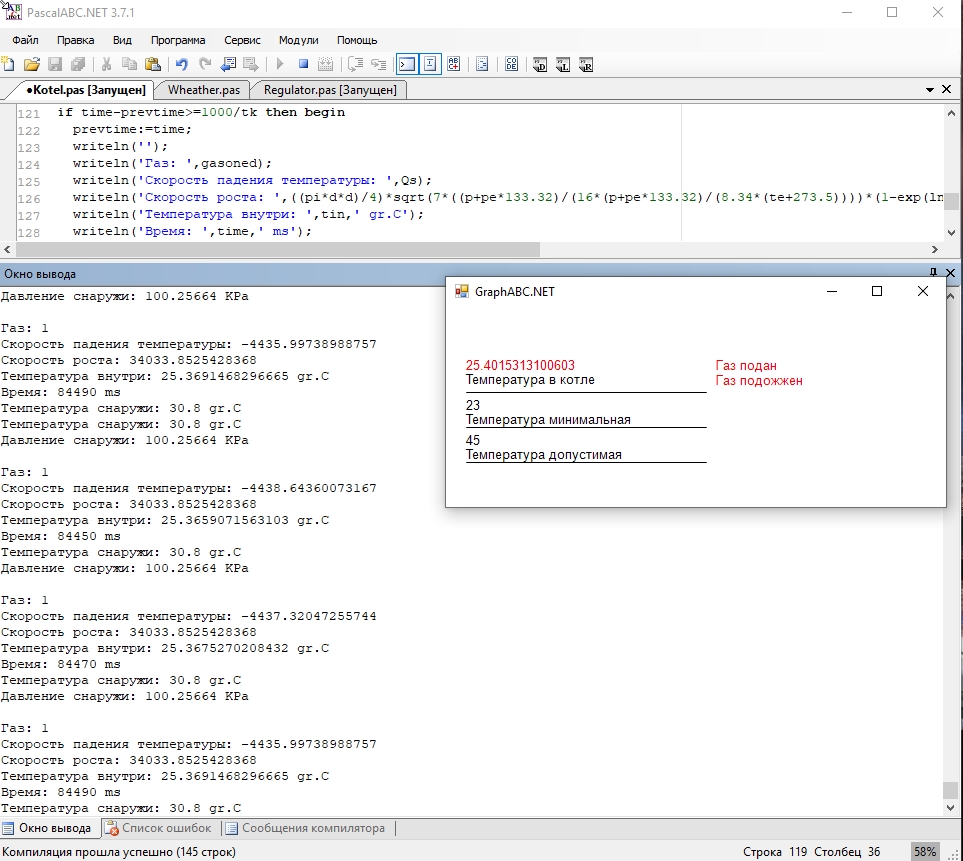 PascalABC.NET 3.7.1
Файл Правка Вид Программа Сервис Модули Помощь
•Kotel.pas [Запущен] Wheather.pas Regulator.pas [Запущен]
121 if time-prevtime>=1000/tk then begin
122 prevtime:=time;
123 writeln('');
124 writeln('Газ: ',gasoned);
125 writeln('Скорость падения температуры: ',Qs);
126 writeln('Скорость роста: ',((pi*d*d)/4)*sqrt(7*((p+pe*133.32)/(16*(p+pe*133.32)/(8.34*(te+273.5))))*(1-exp(ln
127 writeln('Температура внутри: ',tin,' gr.C');
128 writeln('Время: ',time,' ms');
Окно вывода
Давление снаружи: 100.25664 KPa
Газ: 1
Скорость падения температуры: -4435.99738988757
Скорость роста: 34033.8525428368
Температура внутри: 25.3691468296665 gr.C
Время: 84490 ms
Температура снаружи: 30.8 gr.C
Температура снаружи: 30.8 gr.C
Давление снаружи: 100.25664 KPa
Газ: 1
Скорость падения температуры: -4438.64360073167
Скорость роста: 34033.8525428368
Температура внутри: 25.3659071563103 gr.C
Время: 84450 ms
Температура снаружи: 30.8 gr.C
Давление снаружи: 100.25664 KPa
Газ: 1
Скорость падения температуры: -4437.32047255744
Скорость роста: 34033.8525428368
Температура внутри: 25.3675270208432 gr.C
Время: 84470 ms
Температура снаружи: 30.8 gr.C
Давление снаружи: 100.25664 KPa
Газ: 1
Скорость падения температуры: -4435.99738988757
Скорость роста: 34033.8525428368
Температура внутри: 25.3691468296665 gr.C
Время: 84490 ms
Температура снаружи: 30.8 gr.C
GraphABC.NET
25.4015313100603
Температура в котле
Газ подан
Газ подожжен
23
Температура минимальная
45
Температура допустимая
Окно вывода Список ошибок Сообщения компилятора
Компиляция прошла успешно (145 строк) Строка 119 Столбец 36 58%